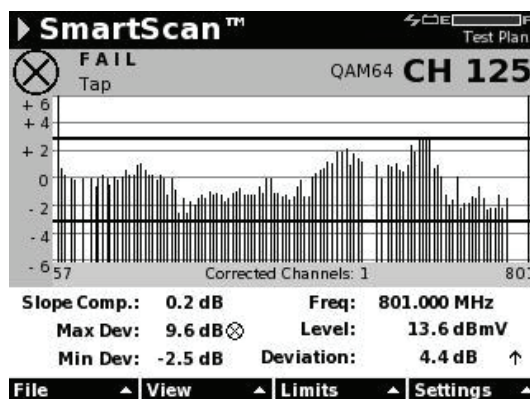 SmartScan™
E F
Test Plan
FAIL
Tap
QAM64 CH 125
+ 6
+ 4
+ 2
0
- 2
- 4
- 6
57 Corrected Channels: 1 801
Slope Comp.: 0.2 dB Freq: 801.000 MHz
Max Dev: 9.6 dB Level: 13.6 dBmV
Min Dev: -2.5 dB Deviation: 4.4 dB
File View Limits Settings